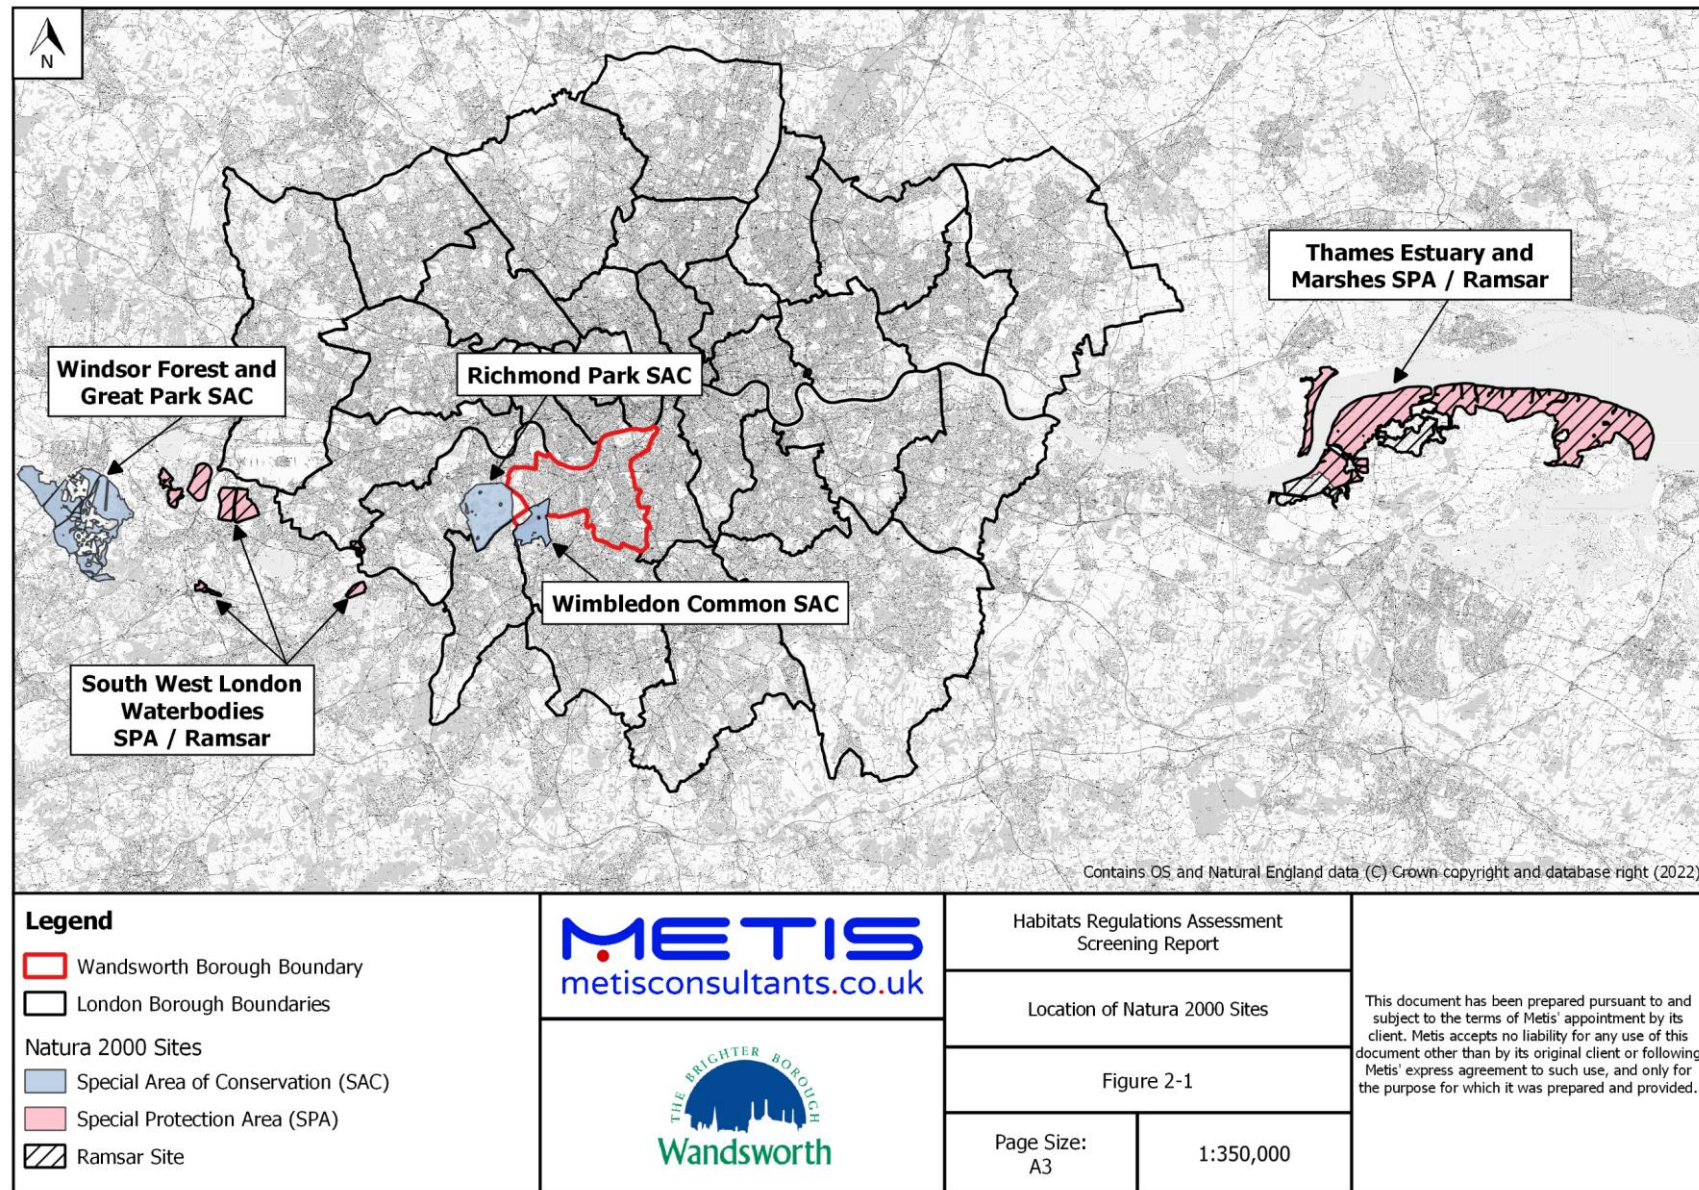 N
Thames Estuary and
Marshes SPA / Ramsar
Windsor Forest and
Great Park SAC
Richmond Park SAC
Wimbledon Common SAC
South West London
Waterbodies
SPA / Ramsar
Contains OS and Natural England data (C) Crown copyright and database right (2022)
Legend
Wandsworth Borough Boundary
London Borough Boundaries
Natura 2000 Sites
Special Area of Conservation (SAC)
Special Protection Area (SPA)
Ramsar Site
METIS
metisconsultants.co.uk
THE BRIGHTER BOROUGH
Wandsworth
Habitats Regulations Assessment
Screening Report
Location of Natura 2000 Sites
Figure 2-1
Page Size:
A3
1:350,000
This document has been prepared pursuant to and
subject to the terms of Metis' appointment by its
client. Metis accepts no liability for any use of this
document other than by its original client or following
Metis' express agreement to such use, and only for
the purpose for which it was prepared and provided.